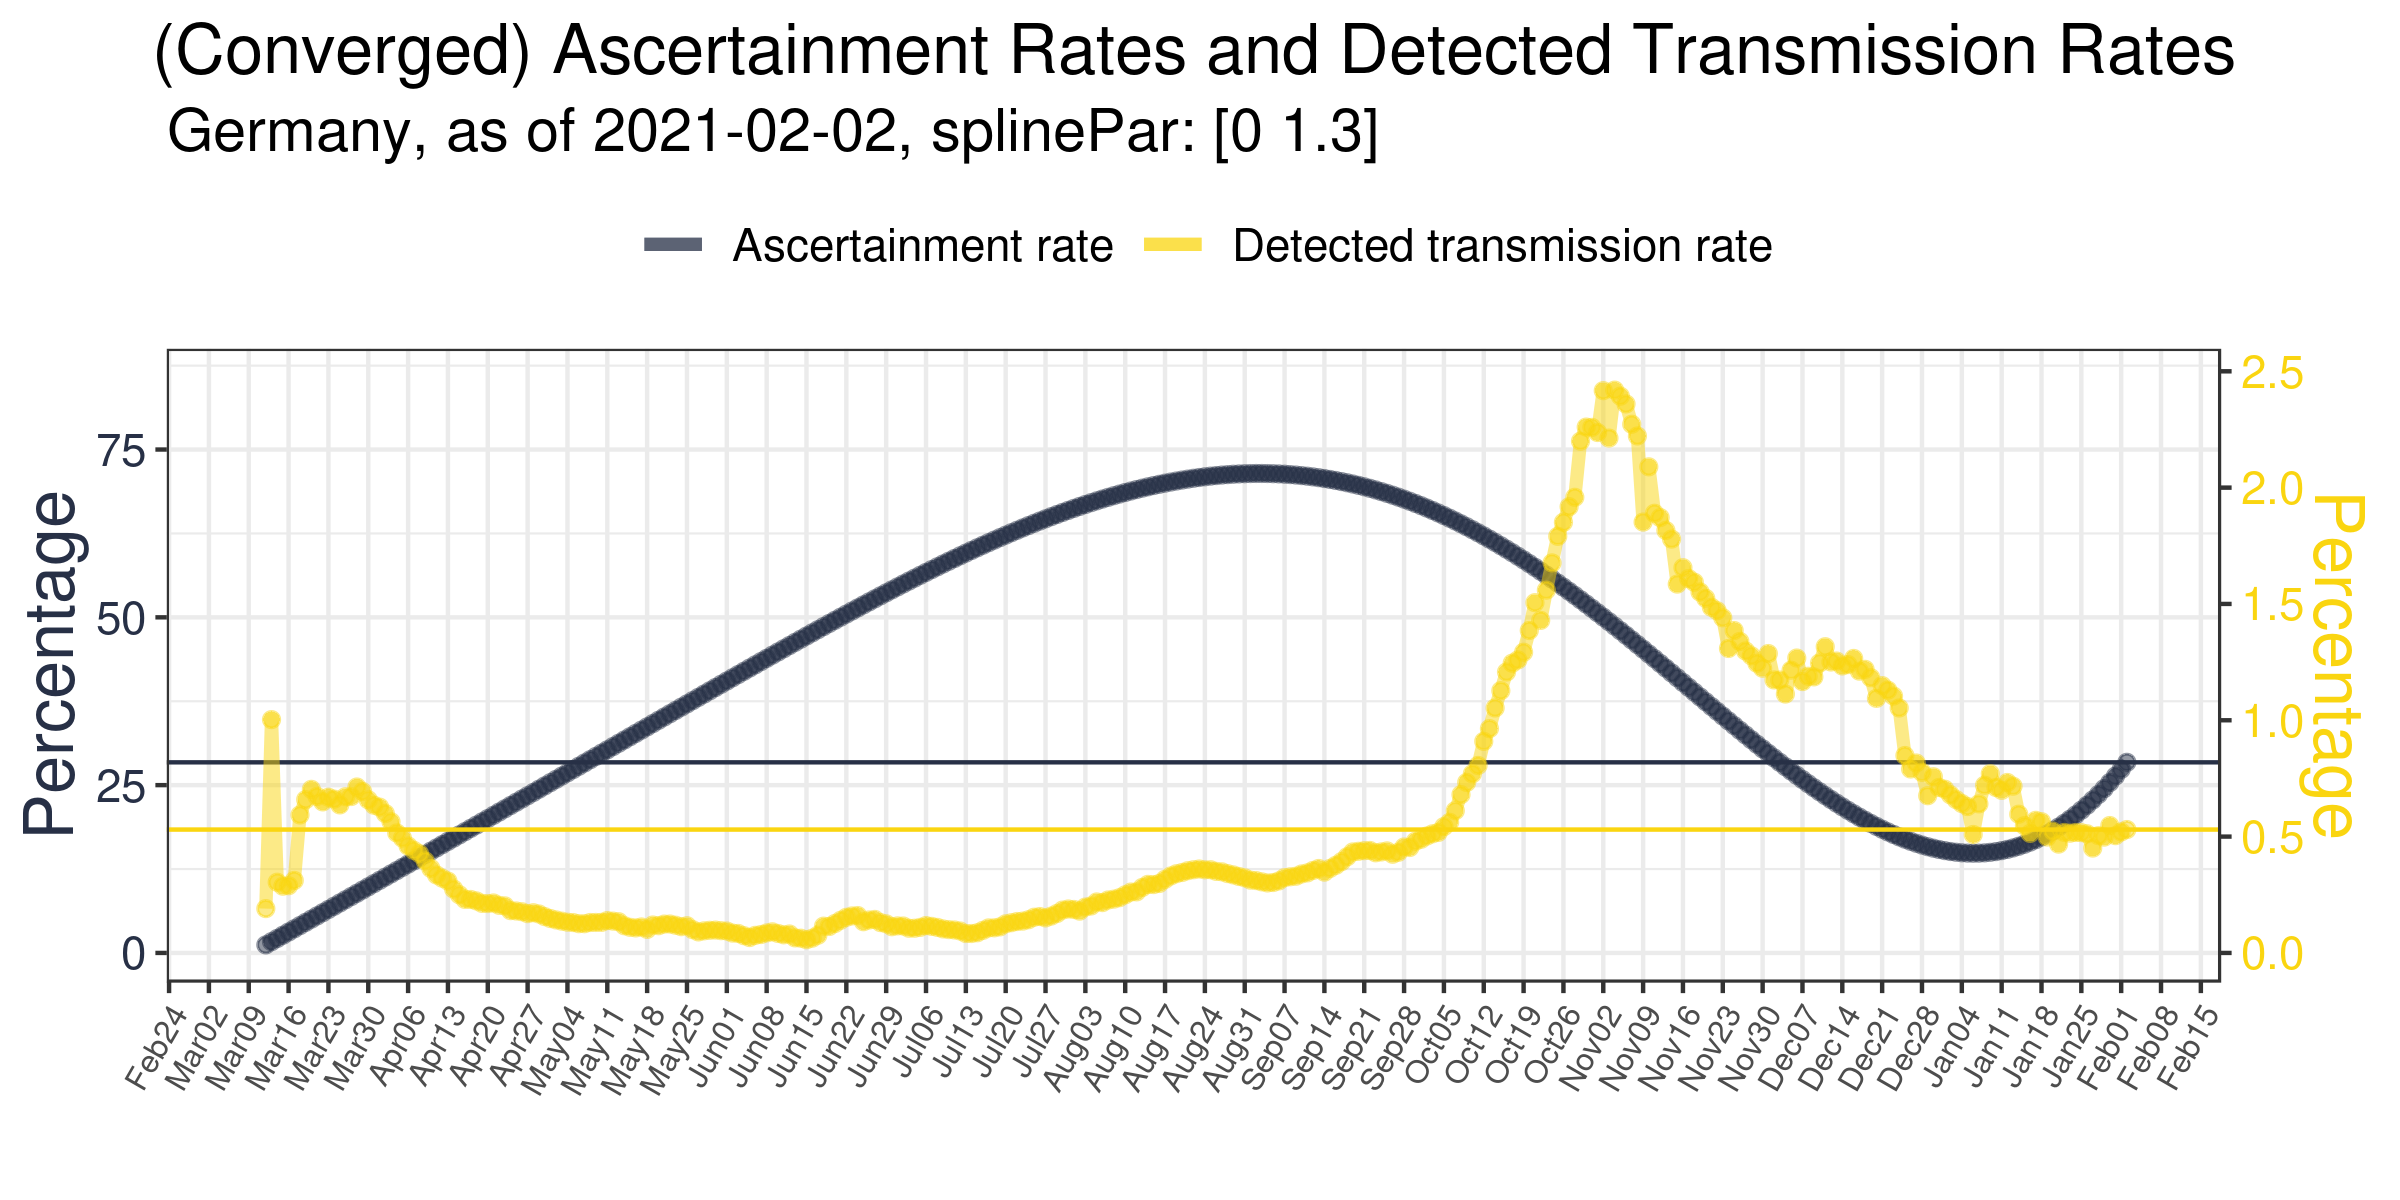 (Converged) Ascertainment Rates and Detected Transmission Rates
Germany, as of 2021-02-02, splinePar: [0 1.3]
Ascertainment rate
Detected transmission rate
Percentage
75
50
25
0
2.5
2.0
1.5
1.0
0.5
0.0
Percentage
Feb24
Mar02
Mar09
Mar16
Mar23
Mar30
Apr06
Apr13
Apr20
Apr27
May04
May11
May18
May25
Jun01
Jun08
Jun15
Jun22
Jun29
Jul06
Jul13
Jul20
Jul27
Aug03
Aug10
Aug17
Aug24
Aug31
Sep07
Sep14
Sep21
Sep28
Oct05
Oct12
Oct19
Oct26
Nov02
Nov09
Nov16
Nov23
Nov30
Dec07
Dec14
Dec21
Dec28
Jan04
Jan11
Jan18
Jan25
Feb01
Feb08
Feb15